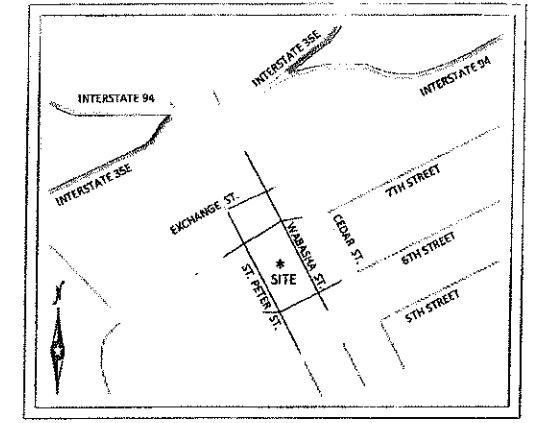 INTERSTATE 35E
INTERSTATE 94
INTERSTATE 94
INTERSTATE 35E
7TH STREET
EXCHANGE ST.
WABASHA ST.
CEDAR ST.
6TH STREET
*
SITE
ST. PETER ST.
5TH STREET
N